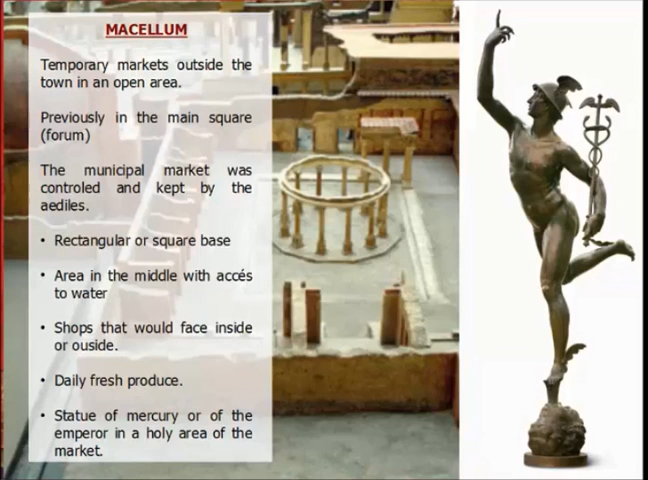 MACELLUM
Temporary markets outside the
town in an open area.
Previously in the main square
(forum)
The municipal market was
controled and kept by the
aediles.
• Rectangular or square base
• Area in the middle with accés
to water
• Shops that would face inside
or ouside.
• Daily fresh produce.
• Statue of mercury or of the
emperor in a holy area of the
market.